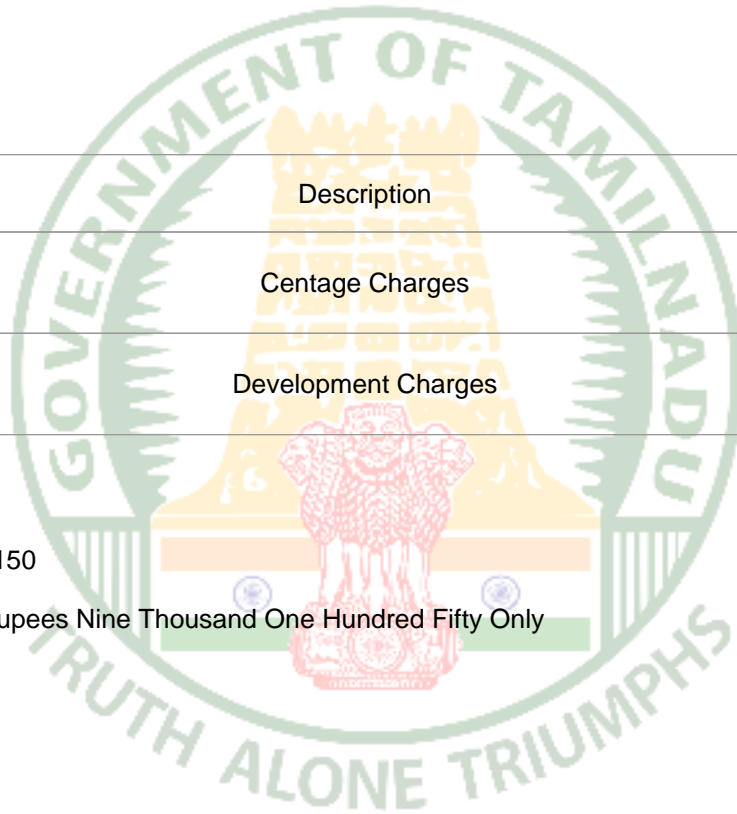 GOVERNMENT OF TAMILNADU
Description
Centage Charges
Development Charges
150
upees Nine Thousand One Hundred Fifty Only
TRUTH ALONE TRIUMPHS